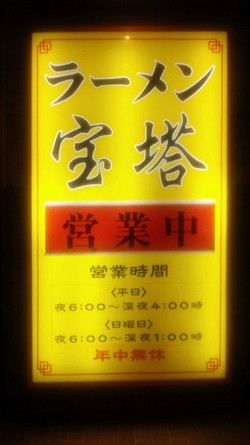 ラーメン
宝塔
営業中
営業時間
〈平日〉
夜6:00〜深夜4:00時
〈日曜日〉
夜6:00〜深夜1:00時
年中無休